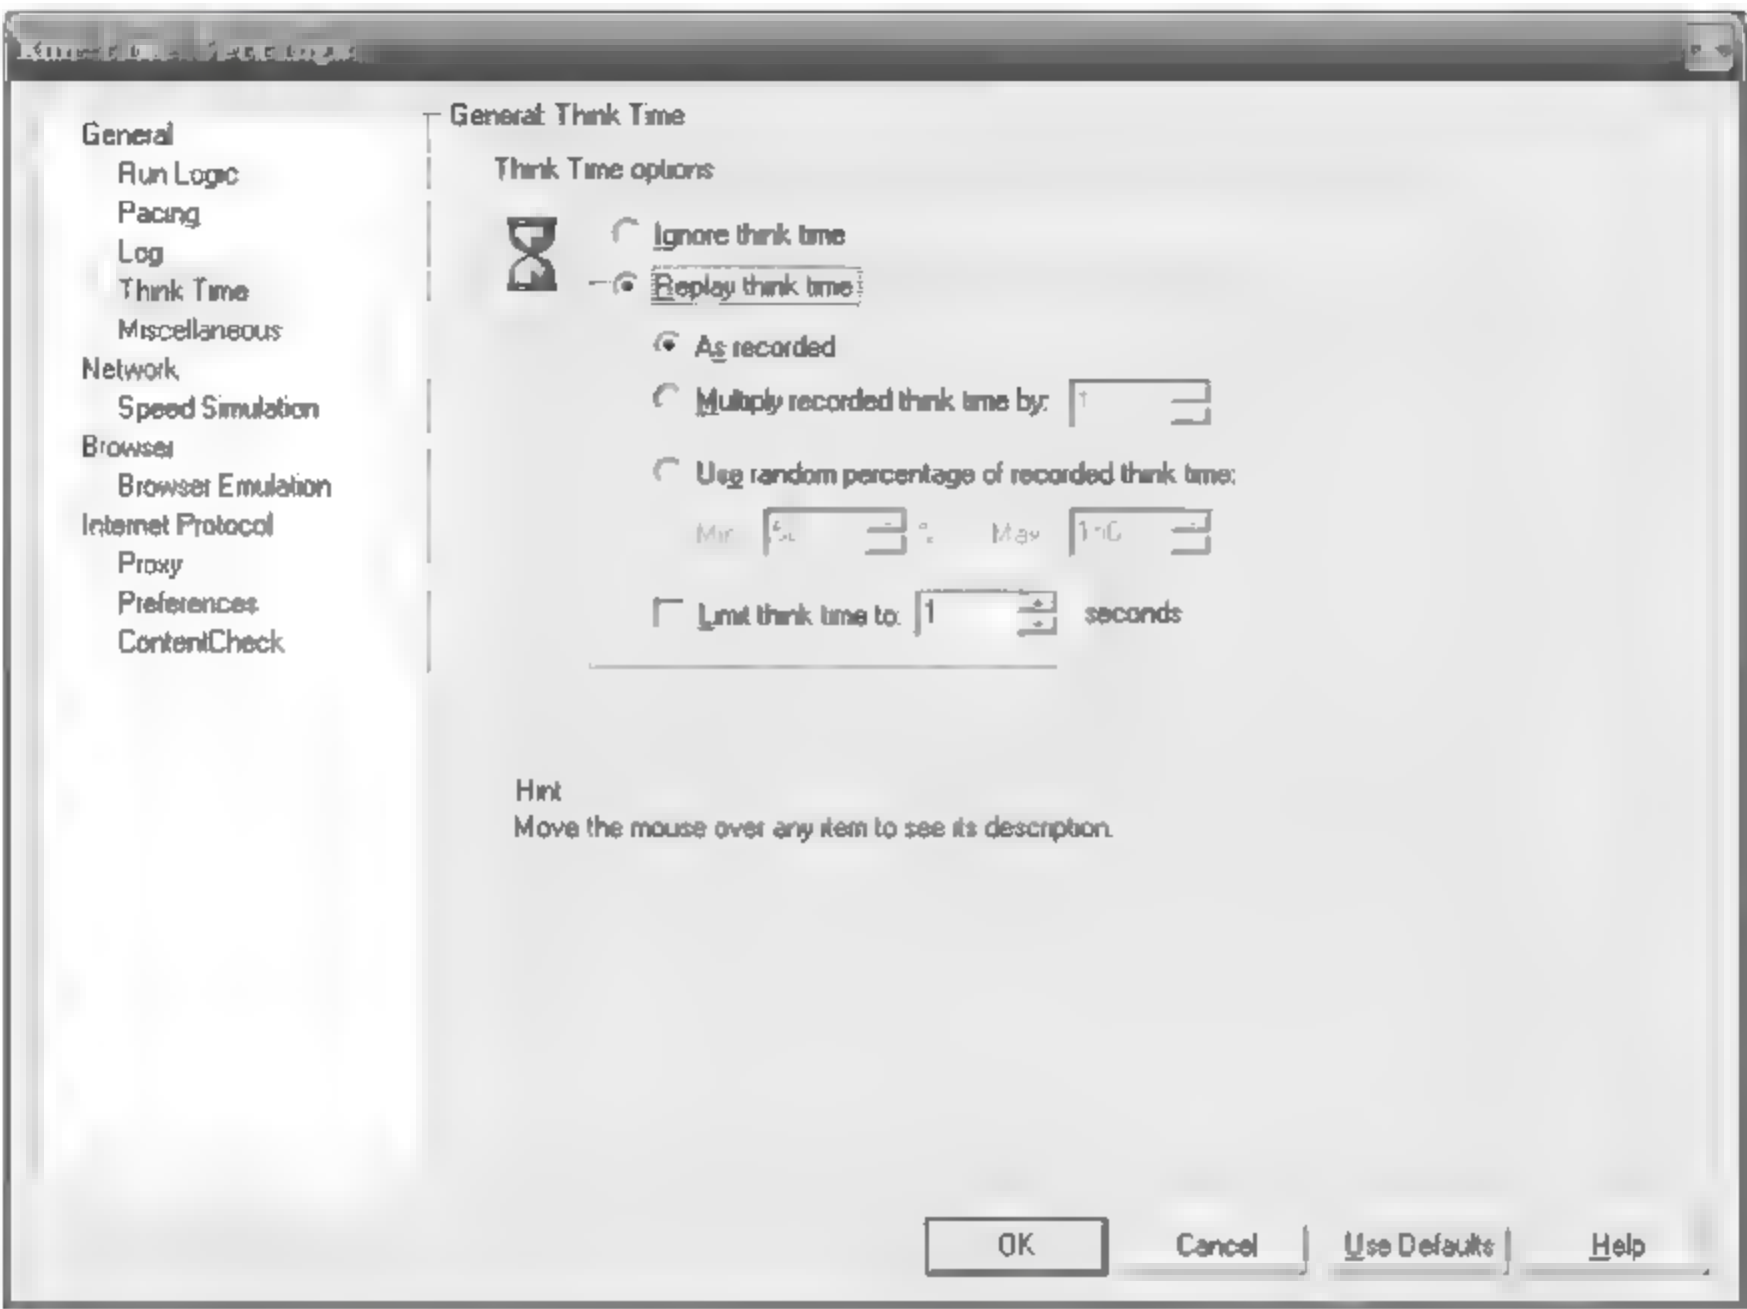 General
Run Logic
Pacing
Log
Think Time
Miscellaneous
Network
Speed Simulation
Browser
Browser Emulation
Internet Protocol
Proxy
Preferences
ContentCheck
General: Think Time
Think Time options
Ignore think time
Replay think time
As recorded
Multiply recorded think time by: 1
Use random percentage of recorded think time:
Min % Max
Limit think time to: 1 seconds
Hint
Move the mouse over any item to see its description.
OK Cancel Use Defaults Help